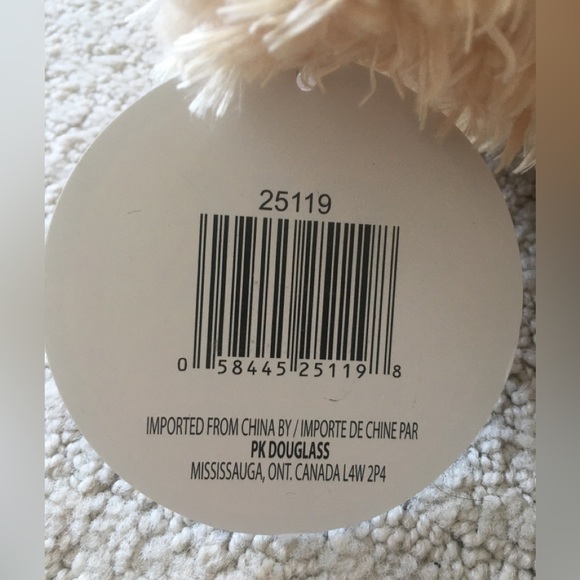 25119
0 58445 25119 8
IMPORTED FROM CHINA BY / IMPORTE DE CHINE PAR
PK DOUGLASS
MISSISSAUGA, ONT. CANADA L4W 2P4